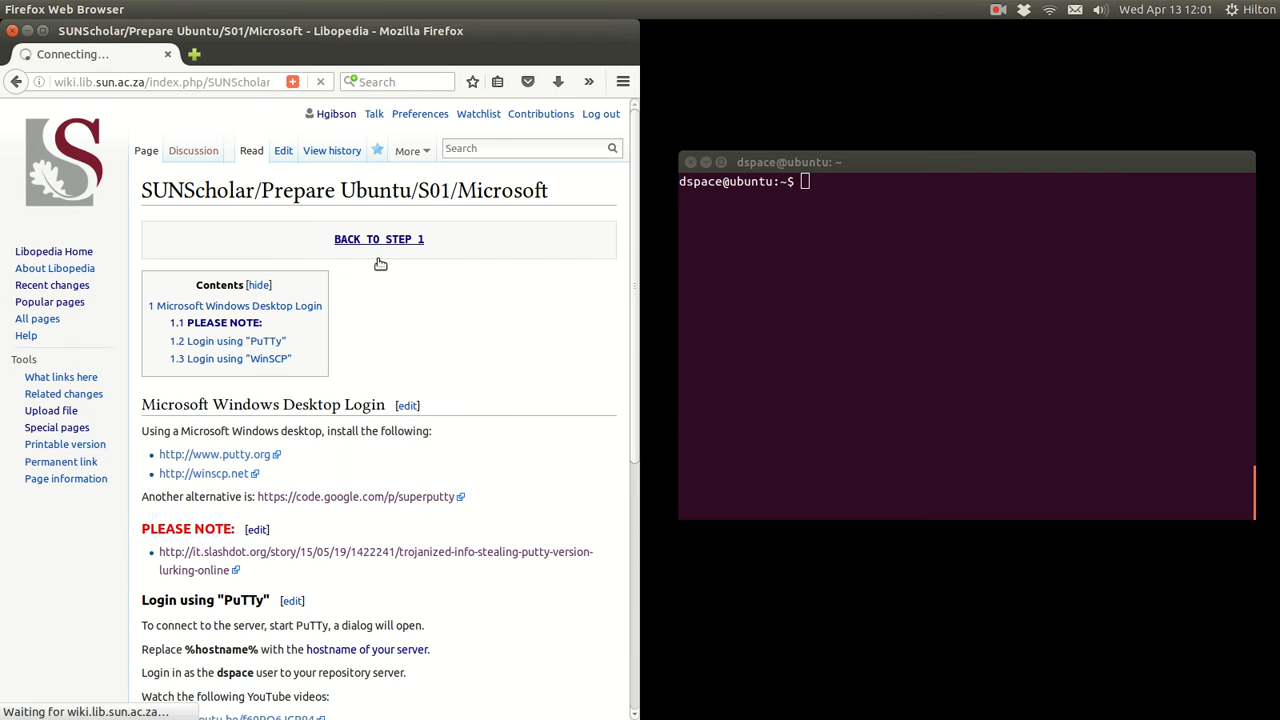 Firefox Web Browser
Wed Apr 13 12:01
Hilton
SUNScholar/Prepare Ubuntu/S01/Microsoft - Libopedia - Mozilla Firefox
Connecting...
wiki.lib.sun.ac.za/index.php/SUNScholar
Search
Hgibson Talk Preferences Watchlist Contributions Log out
Page Discussion Read Edit View history More Search
SUNScholar/Prepare Ubuntu/S01/Microsoft
BACK TO STEP 1
Contents [hide]
1 Microsoft Windows Desktop Login
1.1 PLEASE NOTE:
1.2 Login using "PuTTy"
1.3 Login using "WinSCP"
Libopedia Home
About Libopedia
Recent changes
Popular pages
All pages
Help
Tools
What links here
Related changes
Upload file
Special pages
Printable version
Permanent link
Page information
Microsoft Windows Desktop Login [edit]
Using a Microsoft Windows desktop, install the following:
http://www.putty.org
http://winscp.net
Another alternative is: https://code.google.com/p/superputty
PLEASE NOTE: [edit]
http://it.slashdot.org/story/15/05/19/1422241/trojanized-info-stealing-putty-version-
lurking-online
Login using "PuTTy" [edit]
To connect to the server, start PuTTy, a dialog will open.
Replace %hostname% with the hostname of your server.
Login in as the dspace user to your repository server.
Watch the following YouTube videos:
Waiting for wiki.lib.sun.ac.za...
dspace@ubuntu: ~
dspace@ubuntu:~$